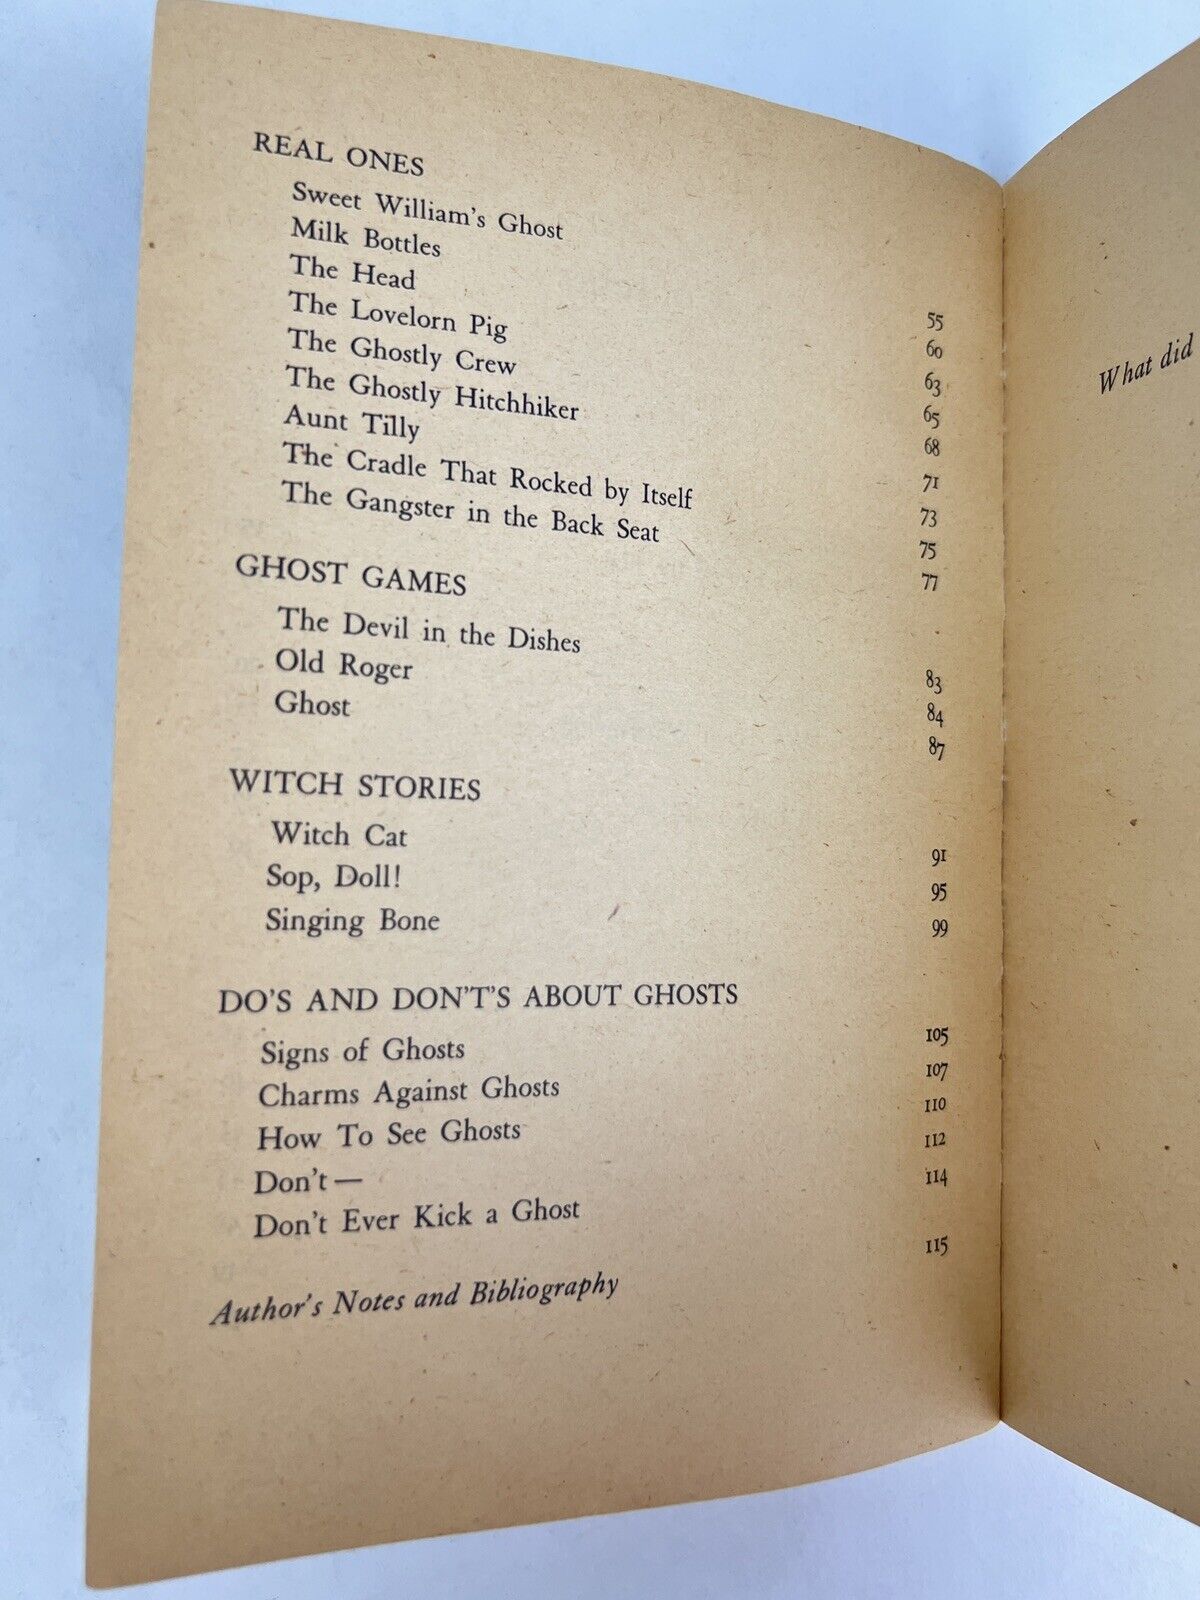 REAL ONES
Sweet William's Ghost 55
Milk Bottles 60
The Head 63
The Lovelorn Pig 65
The Ghostly Crew 68
The Ghostly Hitchhiker 71
Aunt Tilly 73
The Cradle That Rocked by Itself 75
The Gangster in the Back Seat 77
GHOST GAMES
The Devil in the Dishes 83
Old Roger 84
Ghost 87
WITCH STORIES
Witch Cat 91
Sop, Doll! 95
Singing Bone 99
DO'S AND DON'T'S ABOUT GHOSTS
Signs of Ghosts 105
Charms Against Ghosts 107
How To See Ghosts 110
Don't — 112
Don't Ever Kick a Ghost 114
Author's Notes and Bibliography 115
What did